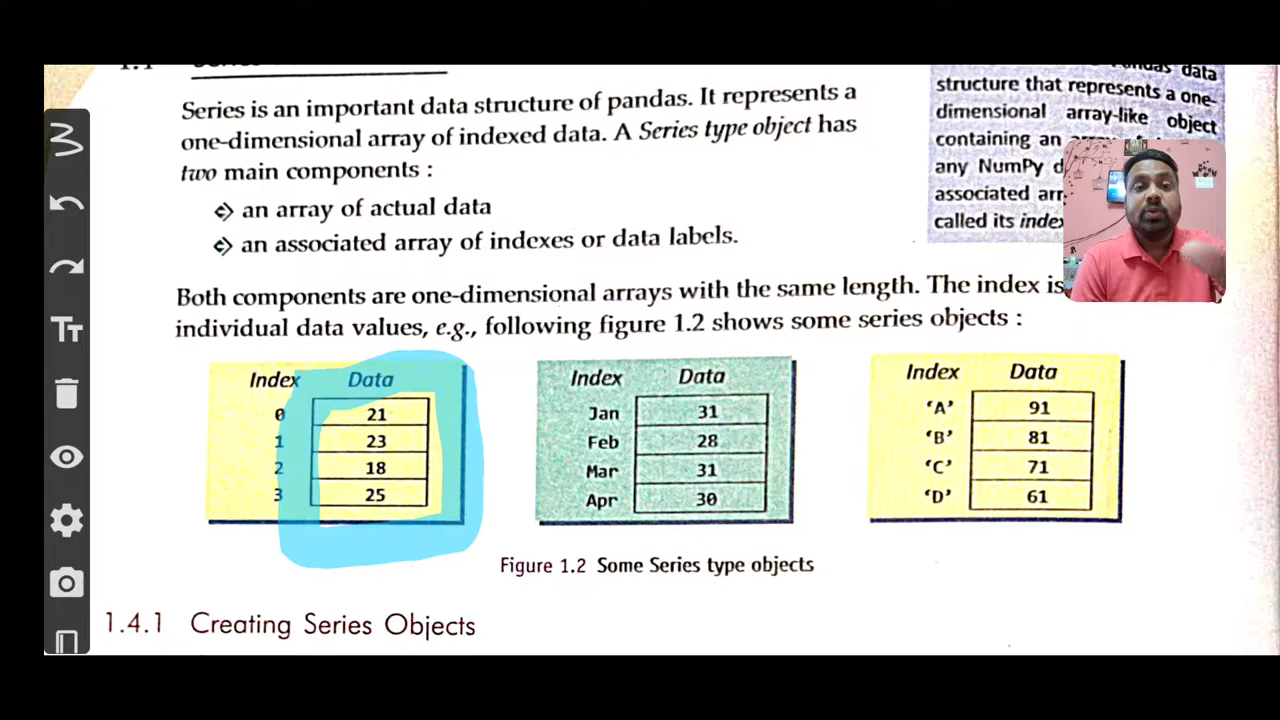 Series is an important data structure of pandas. It represents a
one-dimensional array of indexed data. A Series type object has
two main components :
an array of actual data
an associated array of indexes or data labels.
Pandas data
structure that represents a one-
dimensional array-like object
containing an
any NumPy
associated
called its index
Both components are one-dimensional arrays with the same length. The index is
individual data values, e.g., following figure 1.2 shows some series objects :
Index Data
0 21
1 23
2 18
3 25
Index Data
Jan 31
Feb 28
Mar 31
Apr 30
Index Data
‘A’ 91
‘B’ 81
‘C’ 71
‘D’ 61
Figure 1.2 Some Series type objects
1.4.1 Creating Series Objects
Tт